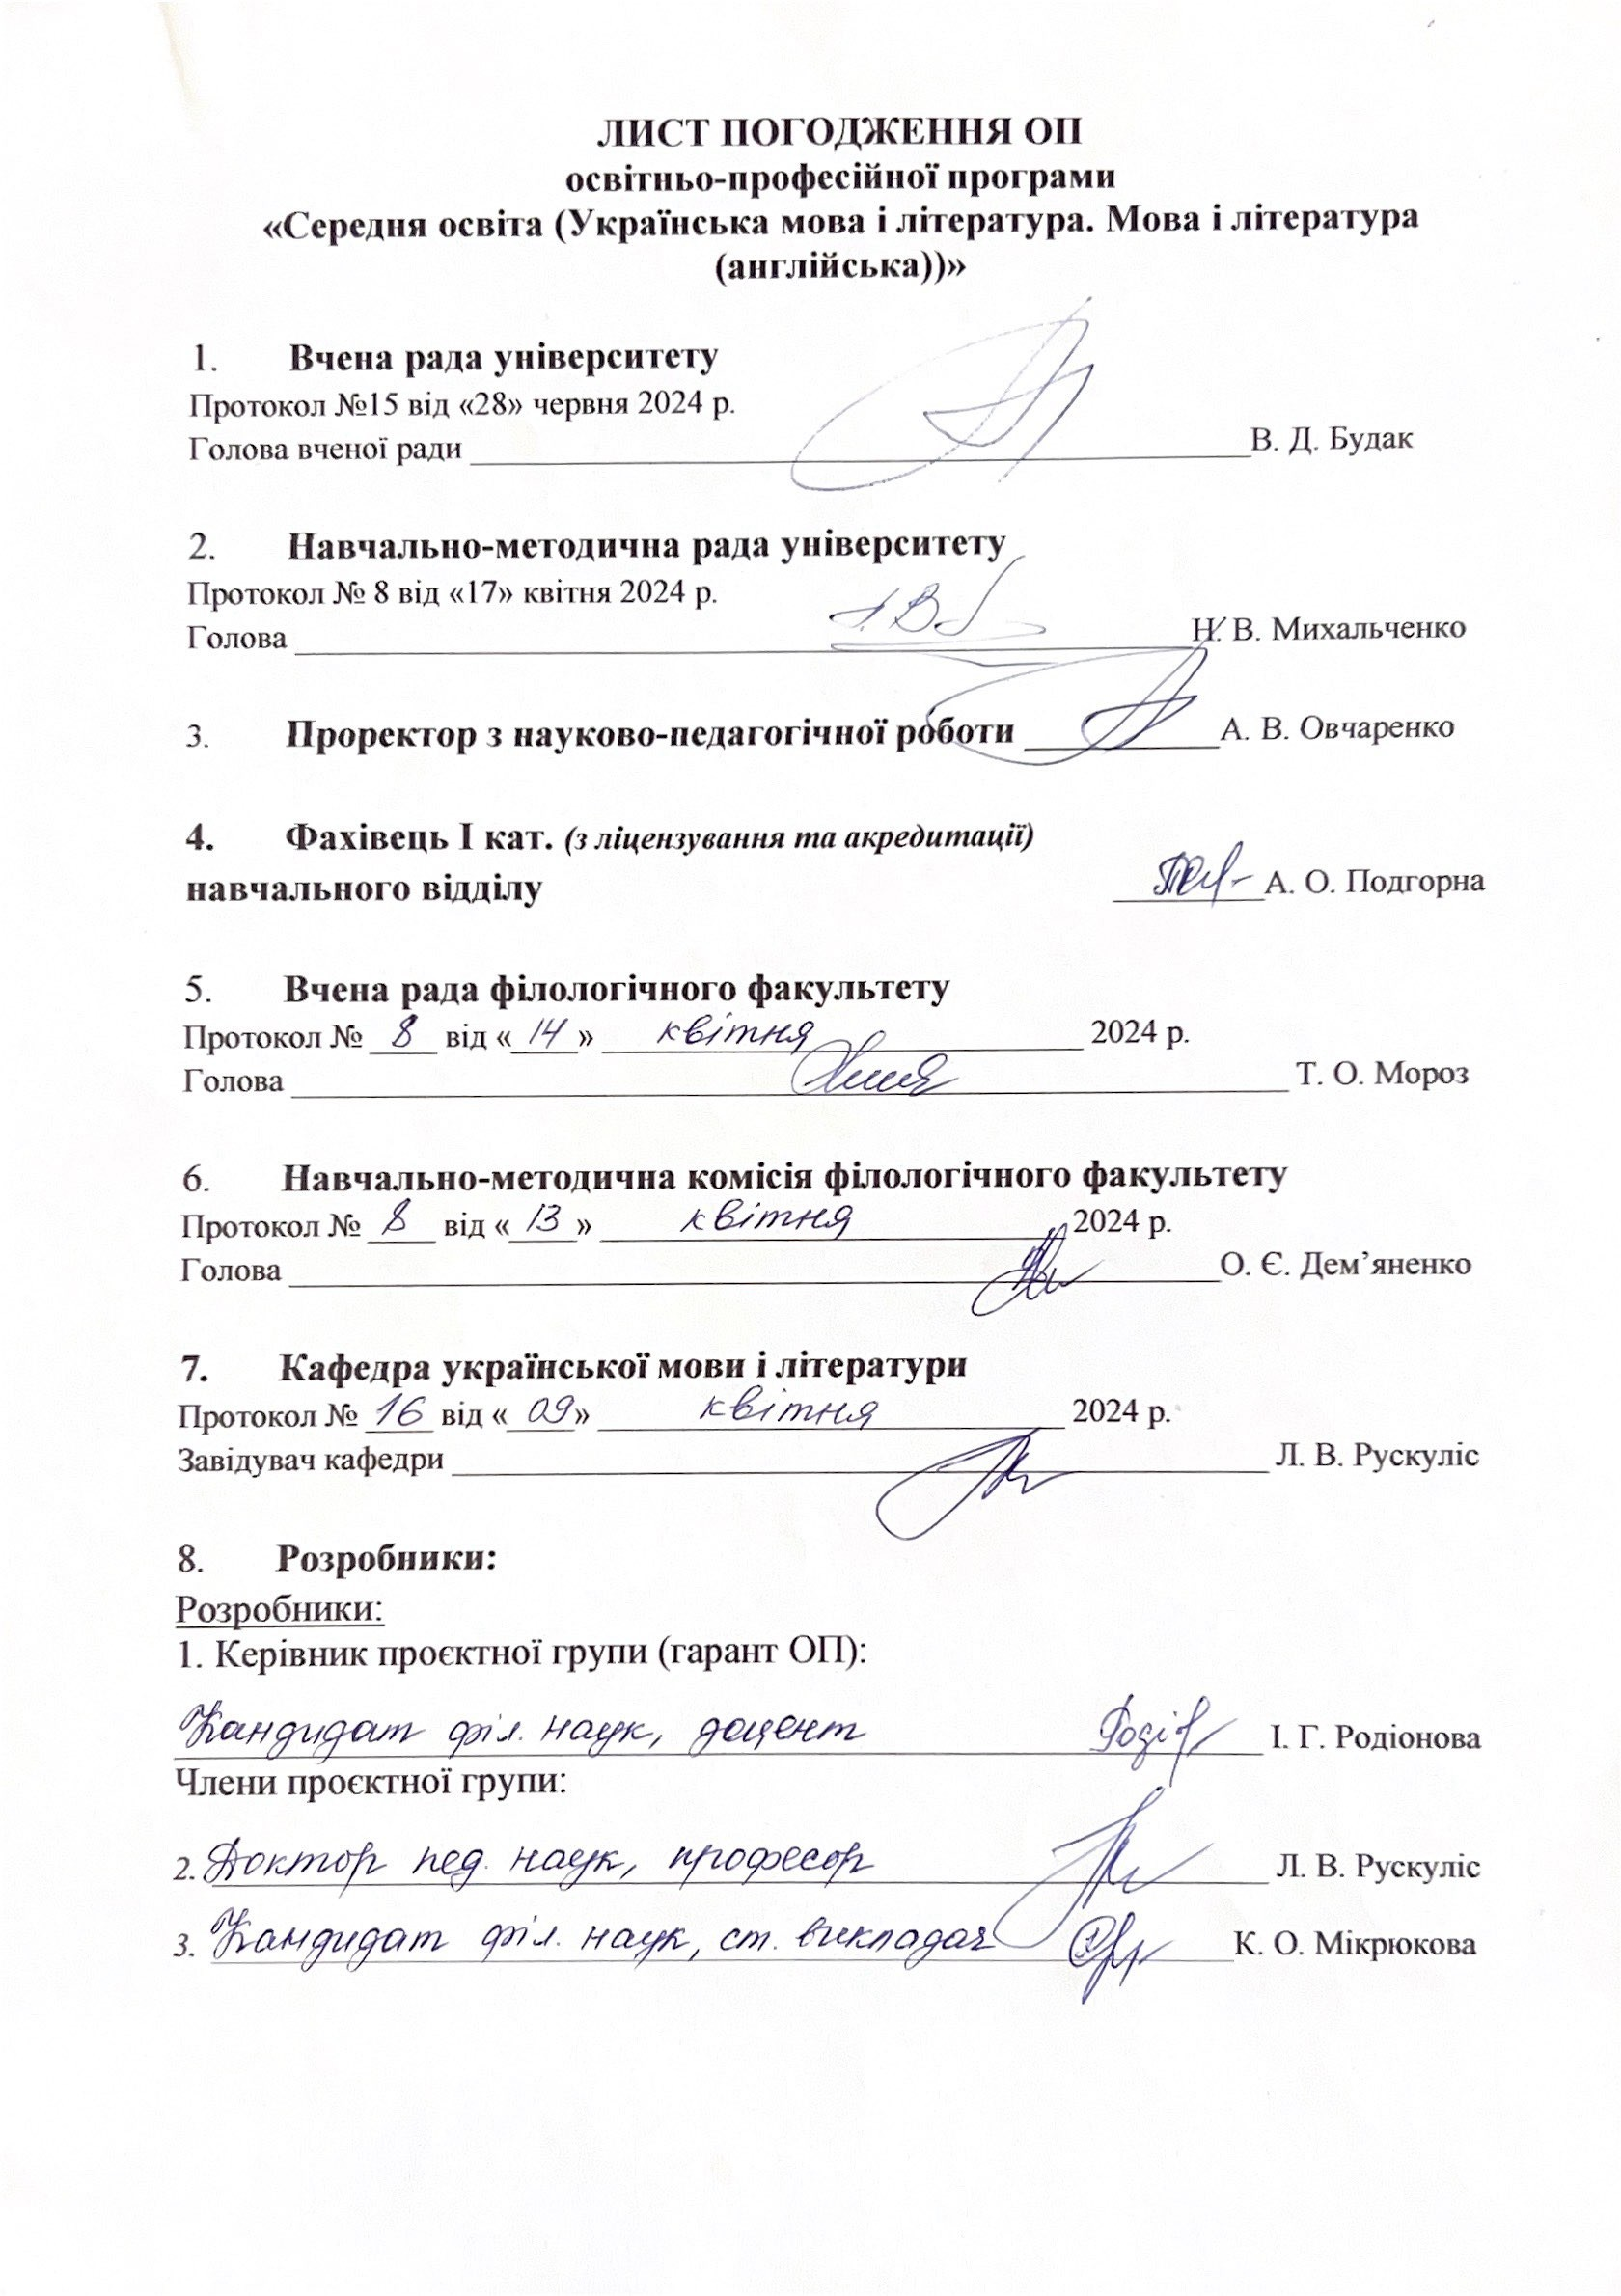 ЛИСТ ПОГОДЖЕННЯ ОП
освітньо-професійної програми
«Середня освіта (Українська мова і література. Мова і література
(англійська))»
1. Вчена рада університету
Протокол №15 від «28» червня 2024 р.
Голова вченої ради В. Д. Будак
2. Навчально-методична рада університету
Протокол № 8 від «17» квітня 2024 р.
Голова Н. В. Михальченко
3. Проректор з науково-педагогічної роботи А. В. Овчаренко
4. Фахівець І кат. (з ліцензування та акредитації)
навчального відділу А. О. Подгорна
5. Вчена рада філологічного факультету
Протокол № 8 від «14» квітня 2024 р.
Голова Т. О. Мороз
6. Навчально-методична комісія філологічного факультету
Протокол № 8 від «13» квітня 2024 р.
Голова О. Є. Дем’яненко
7. Кафедра української мови і літератури
Протокол № 16 від «09» квітня 2024 р.
Завідувач кафедри Л. В. Рускуліс
8. Розробники:
Розробники:
1. Керівник проєктної групи (гарант ОП):
Кандидат філ. наук, доцент І. Г. Родіонова
Члени проєктної групи:
2. Доктор пед. наук, професор Л. В. Рускуліс
3. Кандидат філ. наук, ст. викладач К. О. Мікрюкова